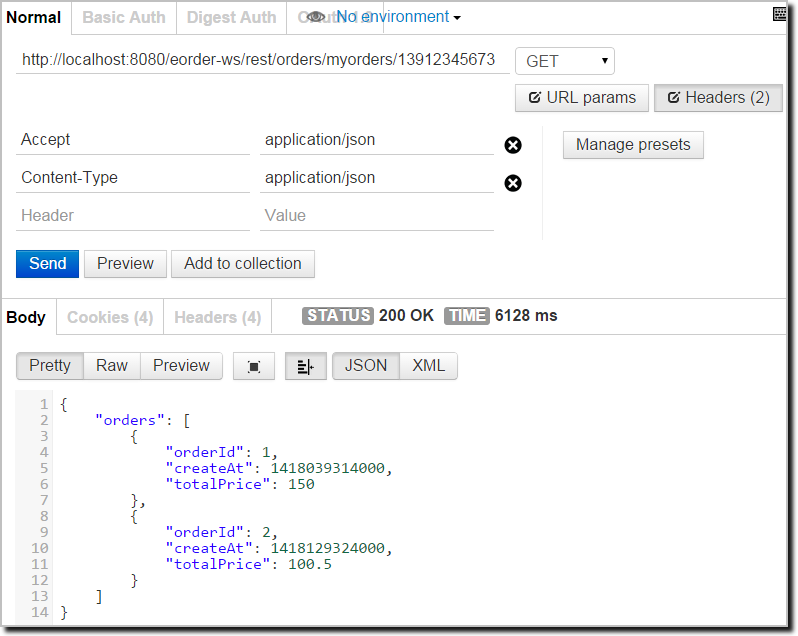 Normal Basic Auth Digest Auth No environment
http://localhost:8080/eorder-ws/rest/orders/myorders/13912345673 GET
URL params Headers (2)
Accept application/json Manage presets
Content-Type application/json
Header Value
Send Preview Add to collection
Body Cookies (4) Headers (4) STATUS 200 OK TIME 6128 ms
Pretty Raw Preview JSON XML
1 {
2 "orders": [
3 {
4 "orderId": 1,
5 "createAt": 1418039314000,
6 "totalPrice": 150
7 },
8 {
9 "orderId": 2,
10 "createAt": 1418129324000,
11 "totalPrice": 100.5
12 }
13 ]
14 }